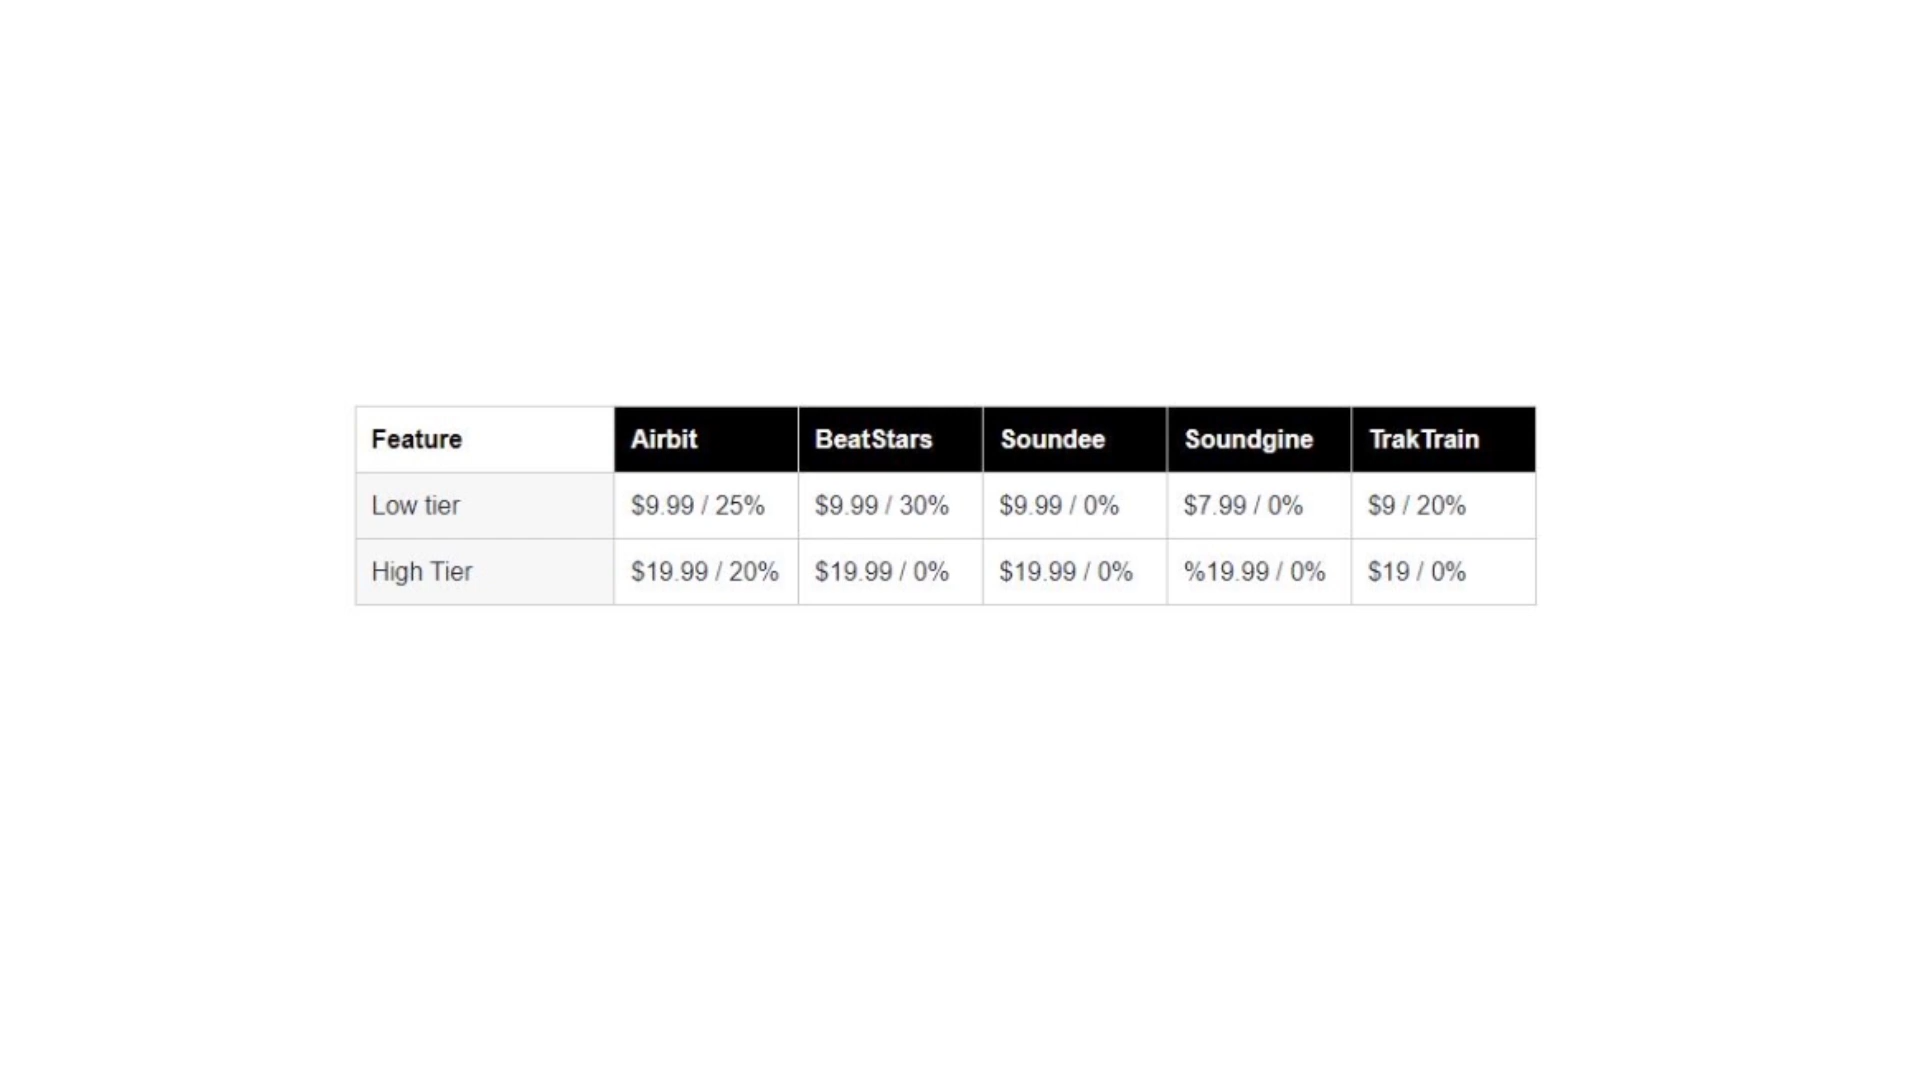 Feature Airbit BeatStars Soundee Soundgine TrakTrain
Low tier $9.99 / 25% $9.99 / 30% $9.99 / 0% $7.99 / 0% $9 / 20%
High Tier $19.99 / 20% $19.99 / 0% $19.99 / 0% %19.99 / 0% $19 / 0%